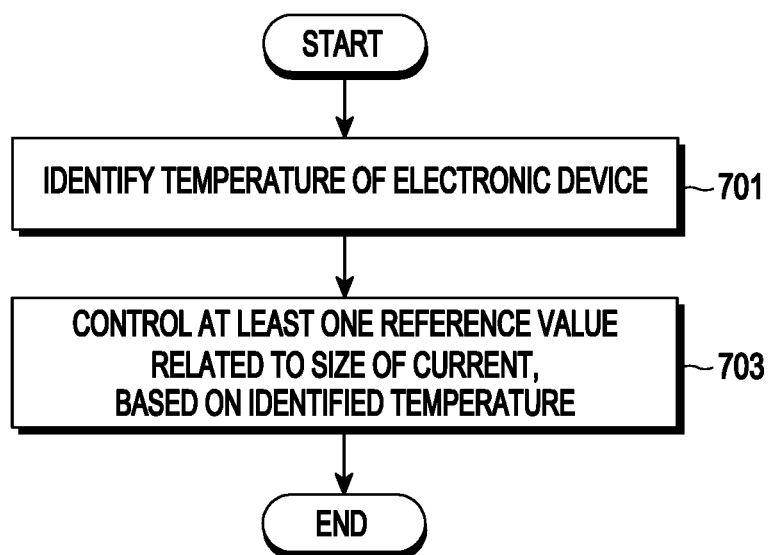 START
IDENTIFY TEMPERATURE OF ELECTRONIC DEVICE
701
CONTROL AT LEAST ONE REFERENCE VALUE
RELATED TO SIZE OF CURRENT,
BASED ON IDENTIFIED TEMPERATURE
703
END